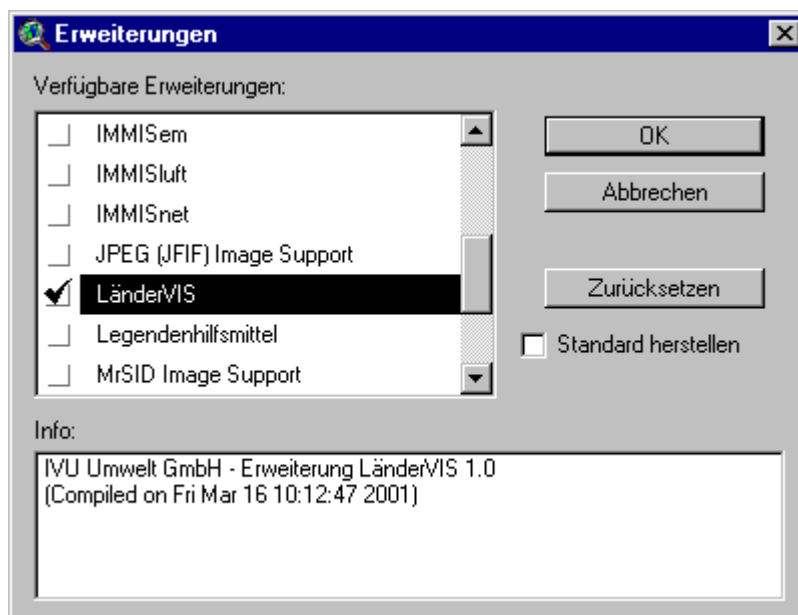 Erweiterungen
Verfügbare Erweiterungen:
IMMISem
IMMISluft
IMMISnet
JPEG (JFIF) Image Support
LänderVIS
Legendenhilfsmittel
MrSID Image Support
OK
Abbrechen
Zurücksetzen
Standard herstellen
Info:
IVU Umwelt GmbH - Erweiterung LänderVIS 1.0
(Compiled on Fri Mar 16 10:12:47 2001)